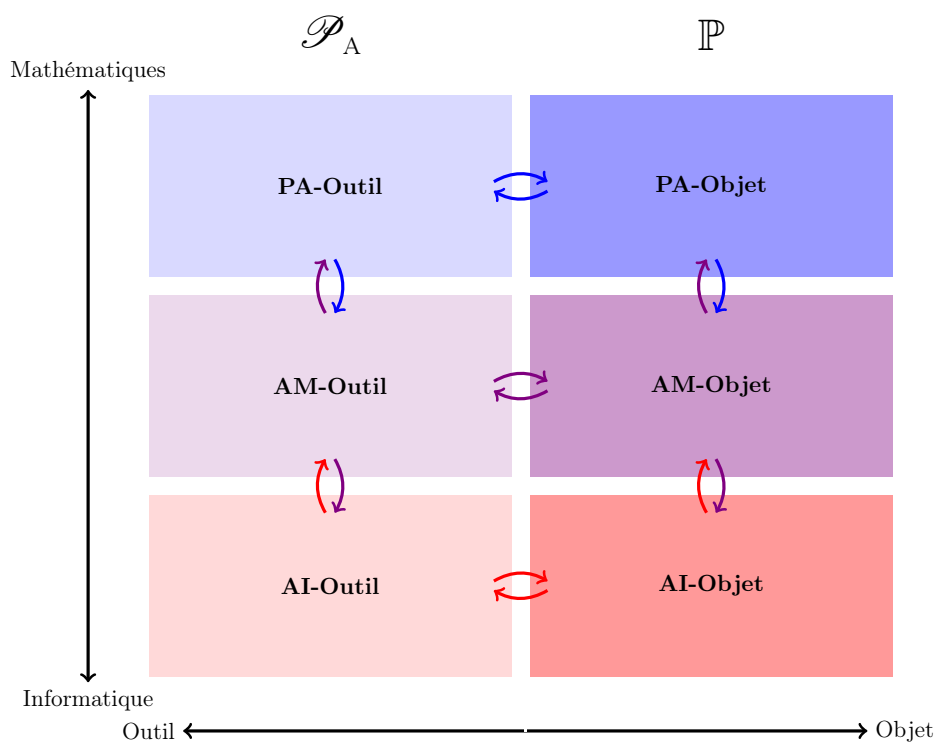 𝒫A ℙ
Mathématiques
PA-Outil PA-Objet
AM-Outil AM-Objet
AI-Outil AI-Objet
Informatique
Outil Objet